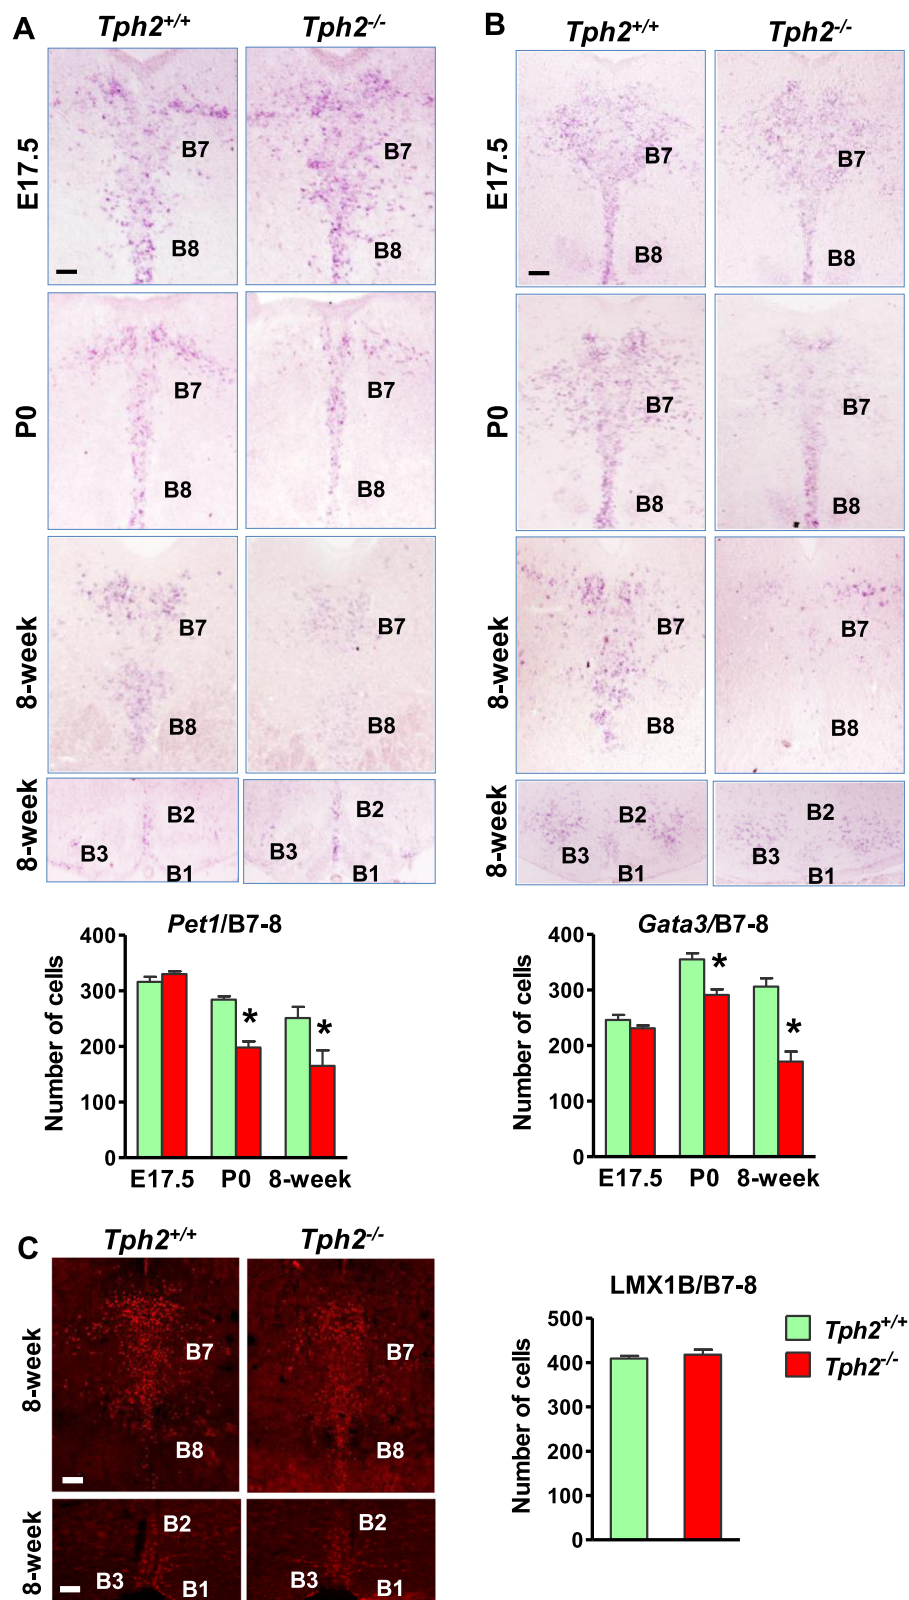 A
Tph2+/+
Tph2-/-
E17.5
B7
B8
B7
B8
P0
B7
B8
B7
B8
8-week
B7
B8
B7
B8
8-week
B2
B3
B1
B2
B3
B1
Pet1/B7-8
Number of cells
400
300
200
100
0
*
*
E17.5 P0 8-week
B
Tph2+/+
Tph2-/-
E17.5
B7
B8
B7
B8
P0
B7
B8
B7
B8
8-week
B7
B8
B7
B8
8-week
B2
B3
B1
B2
B3
B1
Gata3/B7-8
Number of cells
400
300
200
100
0
*
*
E17.5 P0 8-week
C
Tph2+/+
Tph2-/-
8-week
B7
B8
B7
B8
8-week
B2
B3
B1
B2
B3
B1
LMX1B/B7-8
Number of cells
500
400
300
200
100
0
Tph2+/+
Tph2-/-